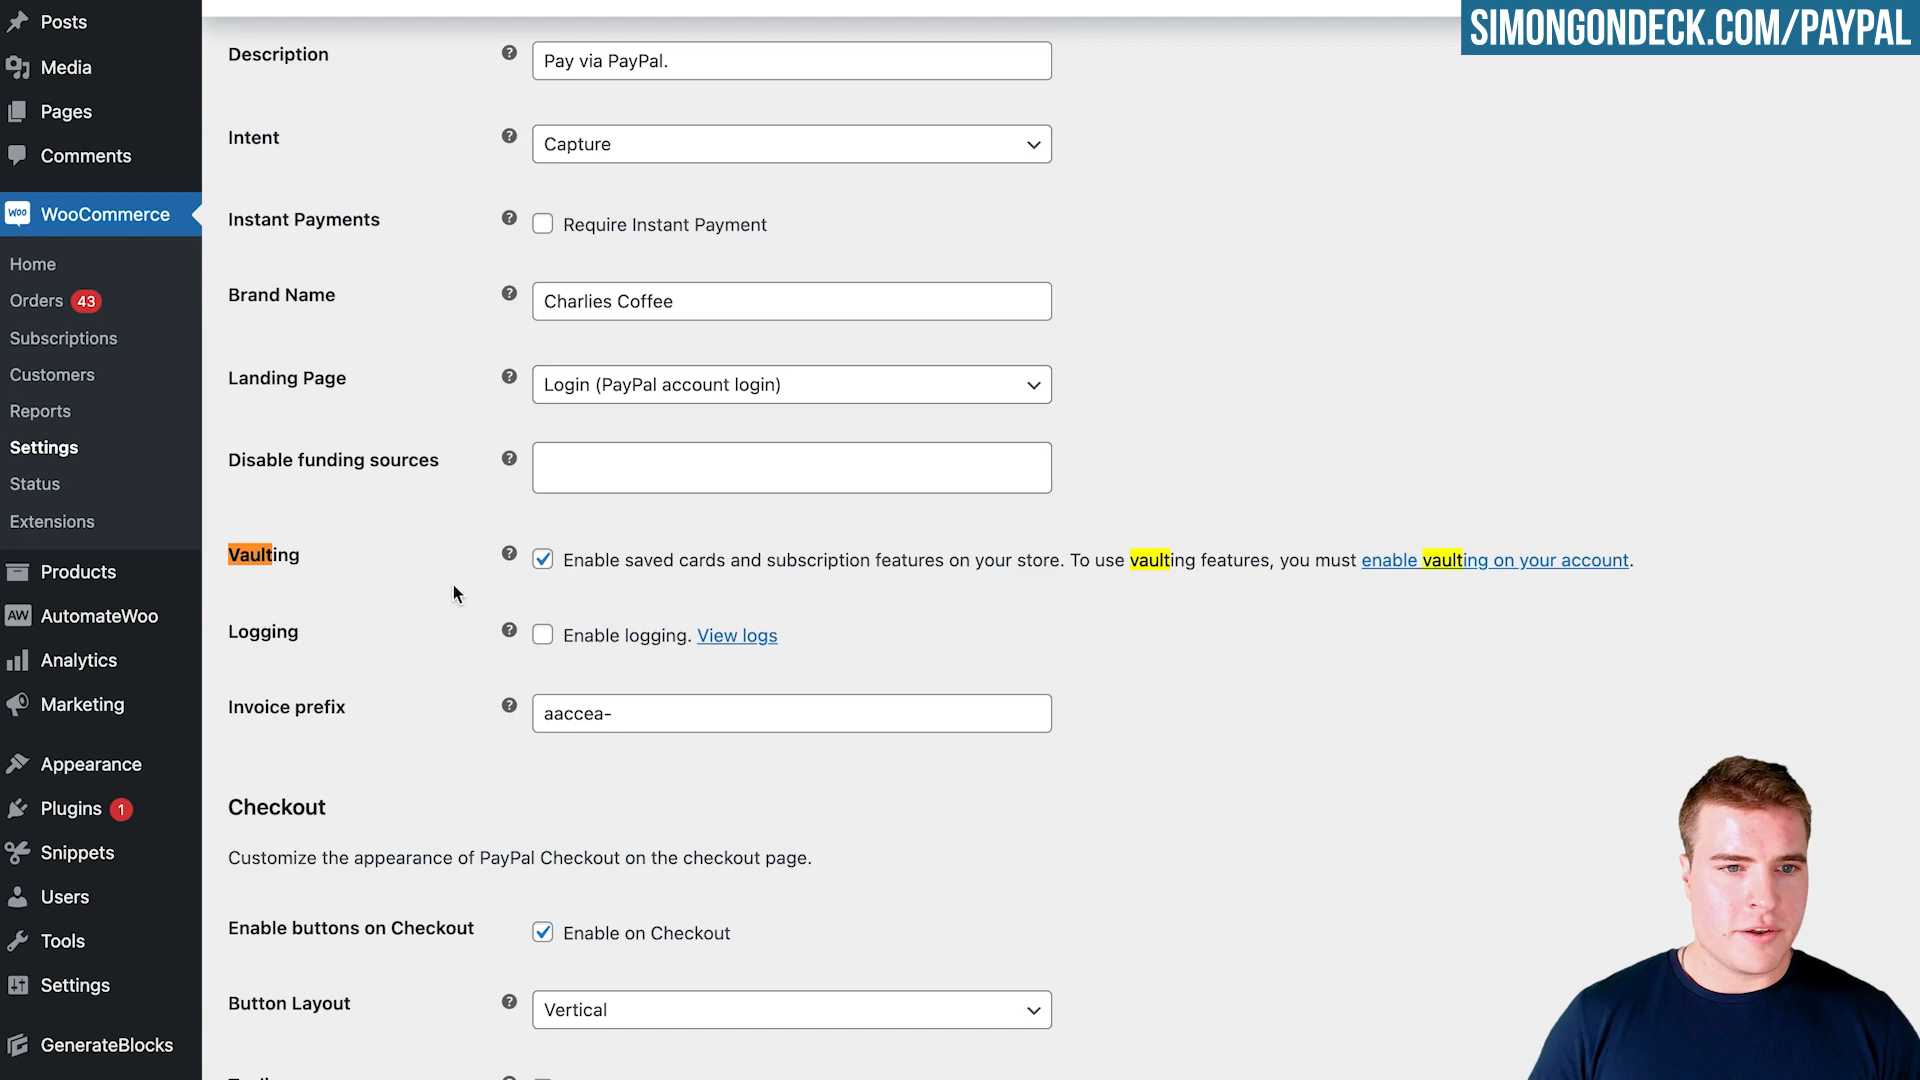 SIMONGONDECK.COM/PAYPAL
Posts
Media
Pages
Comments
WOO WooCommerce
Home
Orders 43
Subscriptions
Customers
Reports
Settings
Status
Extensions
Products
AW AutomateWoo
Analytics
Marketing
Appearance
Plugins 1
Snippets
Users
Tools
Settings
GenerateBlocks
Description ? Pay via PayPal.
Intent ? Capture
Instant Payments ? Require Instant Payment
Brand Name ? Charlies Coffee
Landing Page ? Login (PayPal account login)
Disable funding sources ?
Vaulting ? Enable saved cards and subscription features on your store. To use vaulting features, you must enable vaulting on your account.
Logging ? Enable logging. View logs
Invoice prefix ? aaccea-
Checkout
Customize the appearance of PayPal Checkout on the checkout page.
Enable buttons on Checkout Enable on Checkout
Button Layout ? Vertical